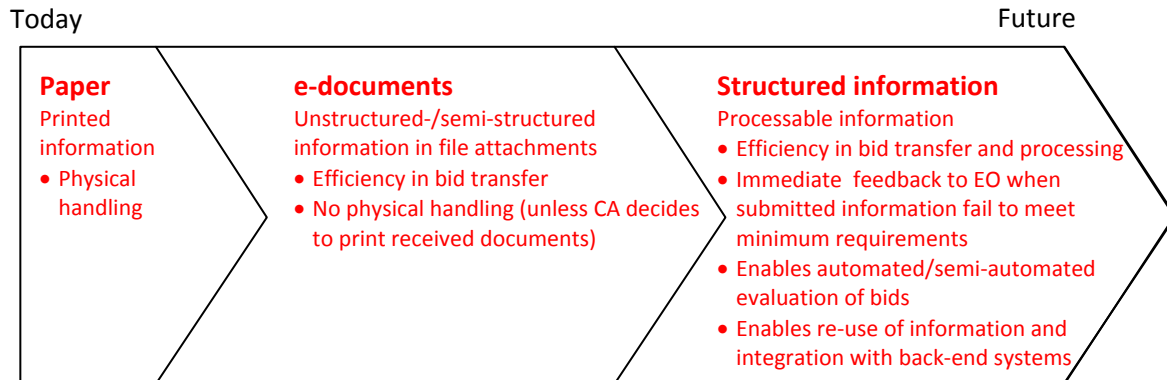 Today
Future
Paper
Printed
information
• Physical
handling
e-documents
Unstructured-/semi-structured
information in file attachments
• Efficiency in bid transfer
• No physical handling (unless CA decides
to print received documents)
Structured information
Processable information
• Efficiency in bid transfer and processing
• Immediate feedback to EO when
submitted information fail to meet
minimum requirements
• Enables automated/semi-automated
evaluation of bids
• Enables re-use of information and
integration with back-end systems